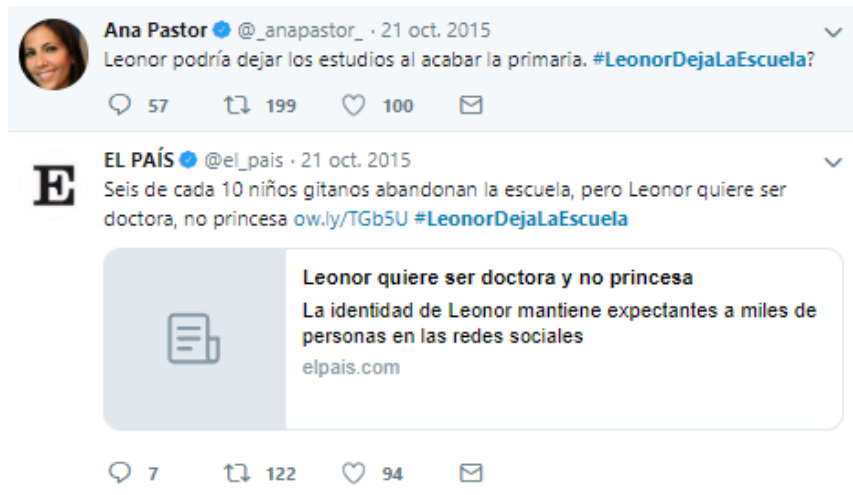 Ana Pastor @_anapastor_ · 21 oct. 2015
Leonor podría dejar los estudios al acabar la primaria. #LeonorDejaLaEscuela?
57 199 100
EL PAÍS @el_pais · 21 oct. 2015
E
Seis de cada 10 niños gitanos abandonan la escuela, pero Leonor quiere ser
doctora, no princesa ow.ly/TGb5U #LeonorDejaLaEscuela
Leonor quiere ser doctora y no princesa
La identidad de Leonor mantiene expectantes a miles de
personas en las redes sociales
elpais.com
7 122 94